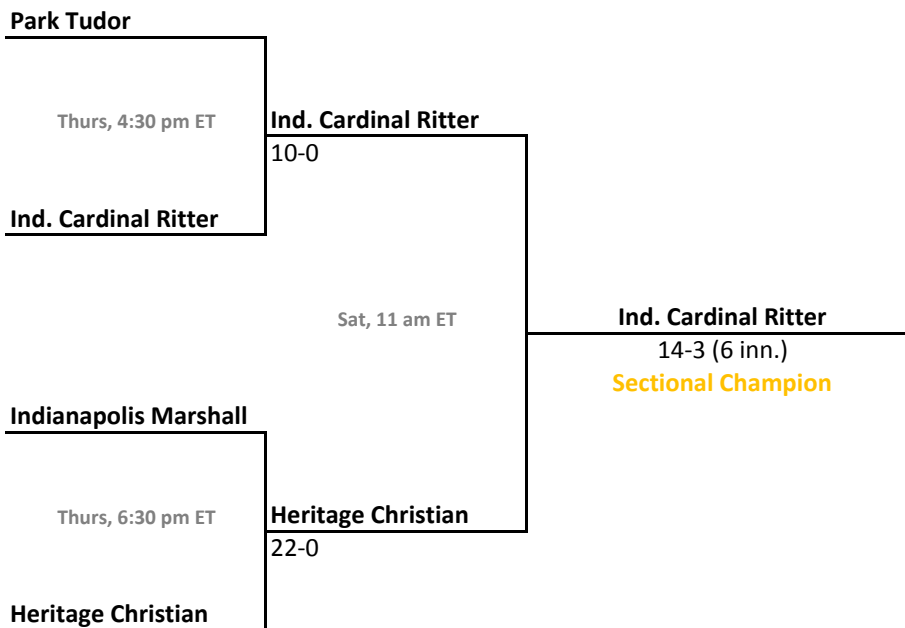 Park Tudor
Thurs, 4:30 pm ET
Ind. Cardinal Ritter
10-0
Ind. Cardinal Ritter
Sat, 11 am ET
Ind. Cardinal Ritter
14-3 (6 inn.)
Sectional Champion
Indianapolis Marshall
Thurs, 6:30 pm ET
Heritage Christian
22-0
Heritage Christian